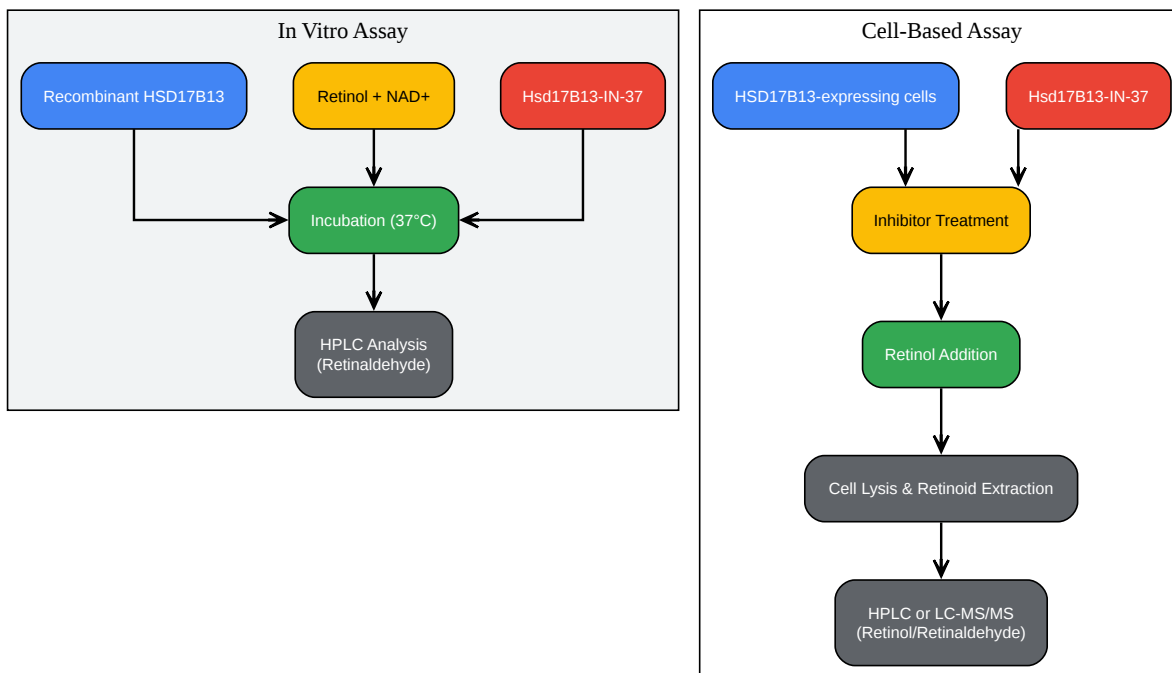 In Vitro Assay
Recombinant HSD17B13
Retinol + NAD+
Hsd17B13-IN-37
Incubation (37°C)
HPLC Analysis
(Retinaldehyde)
Cell-Based Assay
HSD17B13-expressing cells
Hsd17B13-IN-37
Inhibitor Treatment
Retinol Addition
Cell Lysis & Retinoid Extraction
HPLC or LC-MS/MS
(Retinol/Retinaldehyde)